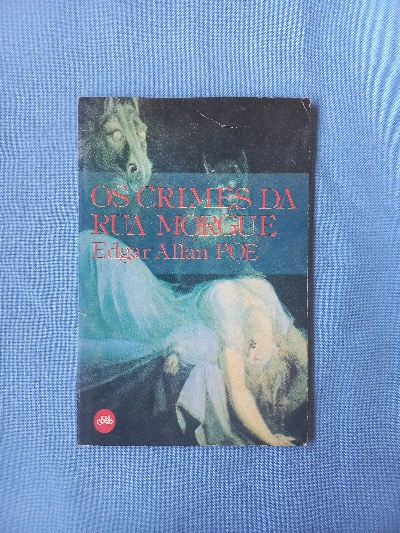 OS CRIMES DA
RUA MORGUE
Edgar Allan POE